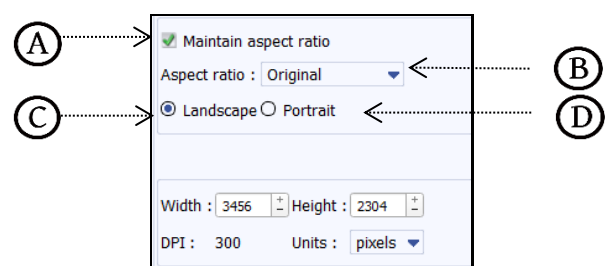 A
Maintain aspect ratio
Aspect ratio : Original
B
C
Landscape Portrait
D
Width : 3456 + - Height : 2304 + -
DPI : 300 Units : pixels